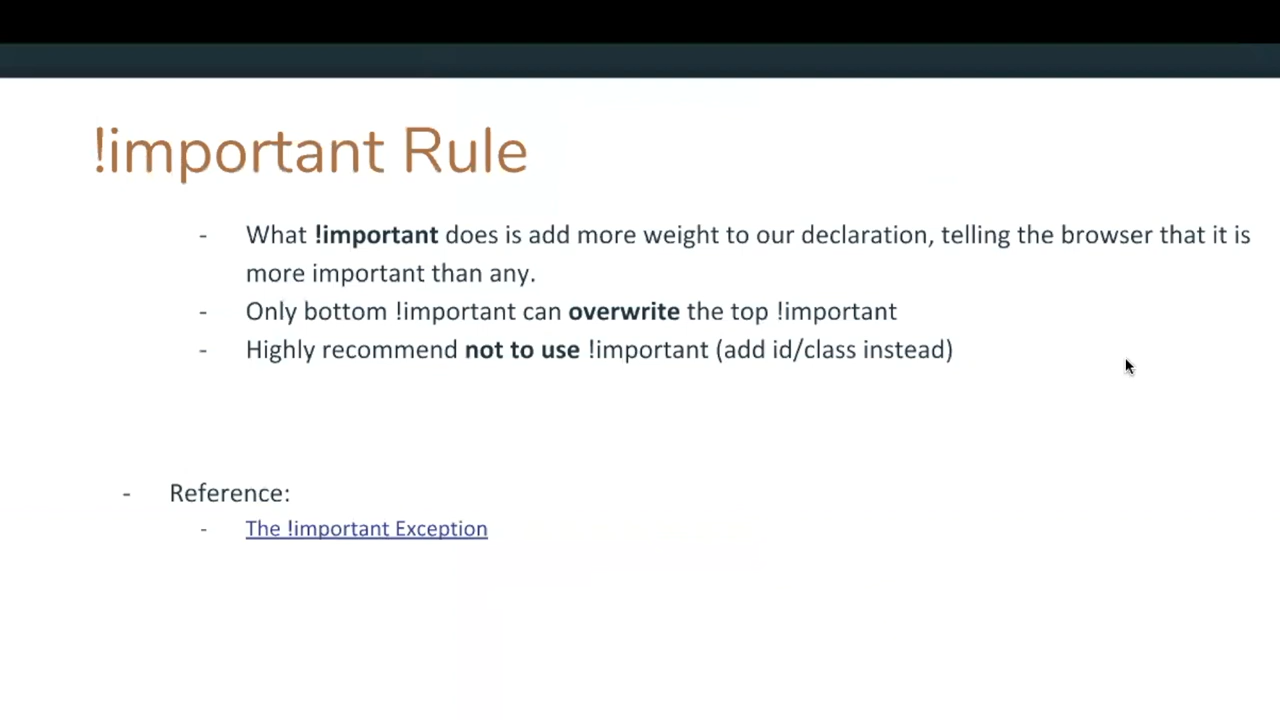 !important Rule
- What !important does is add more weight to our declaration, telling the browser that it is
more important than any.
- Only bottom !important can overwrite the top !important
- Highly recommend not to use !important (add id/class instead)
- Reference:
- The !important Exception